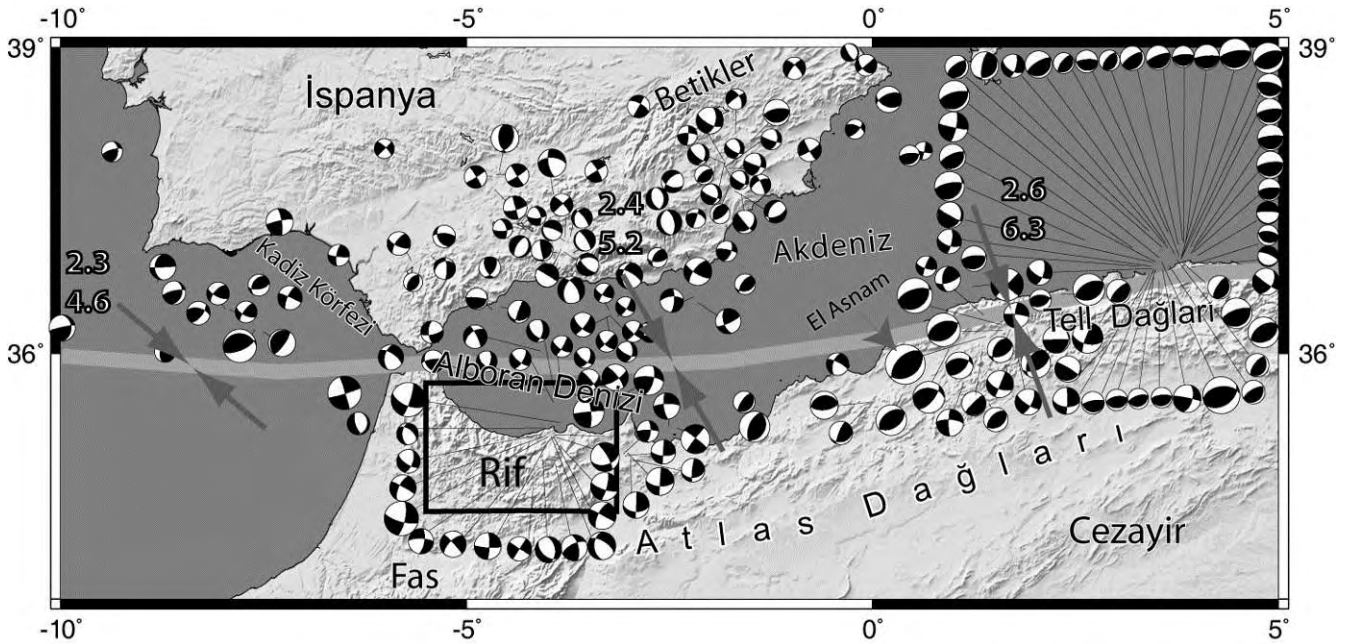 -10°
-5°
0°
5°
39°
39°
İspanya
Betikler
2.6
6.3
2.4
5.2
Akdeniz
Kadiz Körfezi
2.3
4.6
El Asnam
Tell Dağlari
36°
36°
Alboran Denizi
Rif
Atlas Dağları
Cezayir
Fas
-10°
-5°
0°
5°